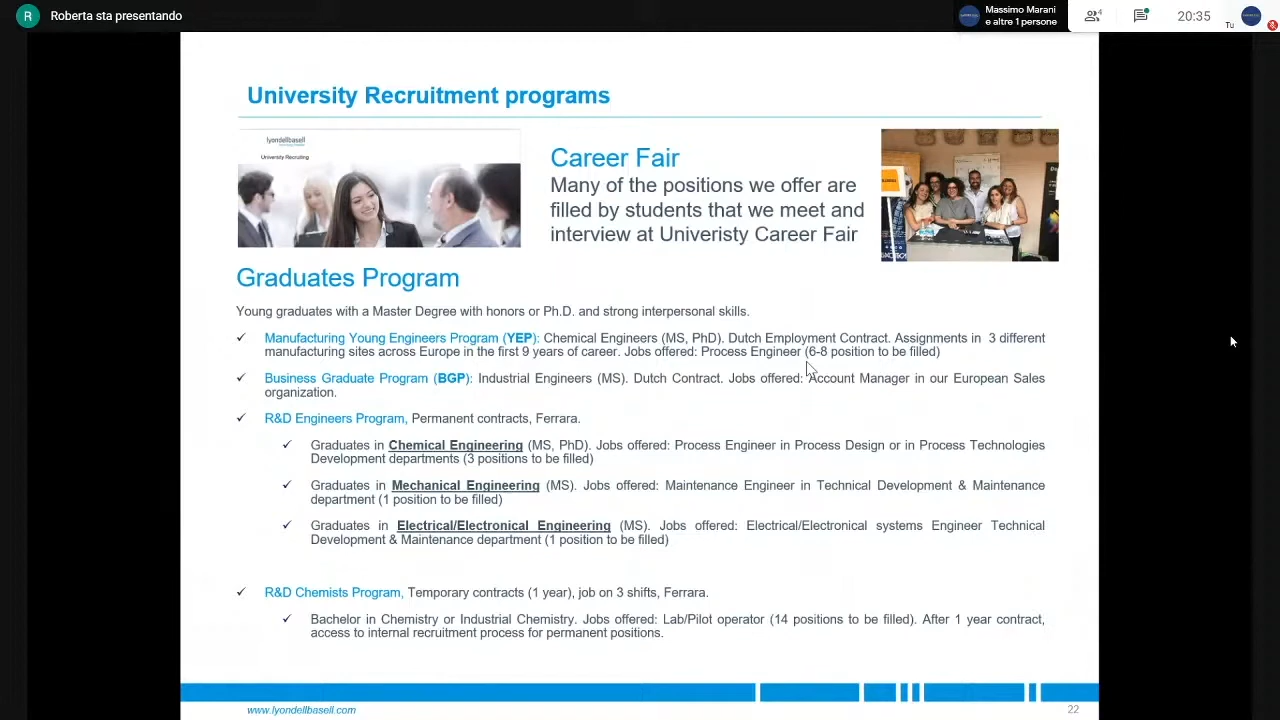 R Roberta sta presentando
Massimo Marani
e altre 1 persone
4
20:35
Tu
University Recruitment programs
lyondellbasell
University Recruiting
Career Fair
Many of the positions we offer are
filled by students that we meet and
interview at Univeristy Career Fair
Graduates Program
Young graduates with a Master Degree with honors or Ph.D. and strong interpersonal skills.
✓ Manufacturing Young Engineers Program (YEP): Chemical Engineers (MS, PhD). Dutch Employment Contract. Assignments in 3 different
manufacturing sites across Europe in the first 9 years of career. Jobs offered: Process Engineer (6-8 position to be filled)
✓ Business Graduate Program (BGP): Industrial Engineers (MS). Dutch Contract. Jobs offered: Account Manager in our European Sales
organization.
✓ R&D Engineers Program, Permanent contracts, Ferrara.
✓ Graduates in Chemical Engineering (MS, PhD). Jobs offered: Process Engineer in Process Design or in Process Technologies
Development departments (3 positions to be filled)
✓ Graduates in Mechanical Engineering (MS). Jobs offered: Maintenance Engineer in Technical Development & Maintenance
department (1 position to be filled)
✓ Graduates in Electrical/Electronical Engineering (MS). Jobs offered: Electrical/Electronical systems Engineer Technical
Development & Maintenance department (1 position to be filled)
✓ R&D Chemists Program, Temporary contracts (1 year), job on 3 shifts, Ferrara.
✓ Bachelor in Chemistry or Industrial Chemistry. Jobs offered: Lab/Pilot operator (14 positions to be filled). After 1 year contract,
access to internal recruitment process for permanent positions.
www.lyondellbasell.com
22